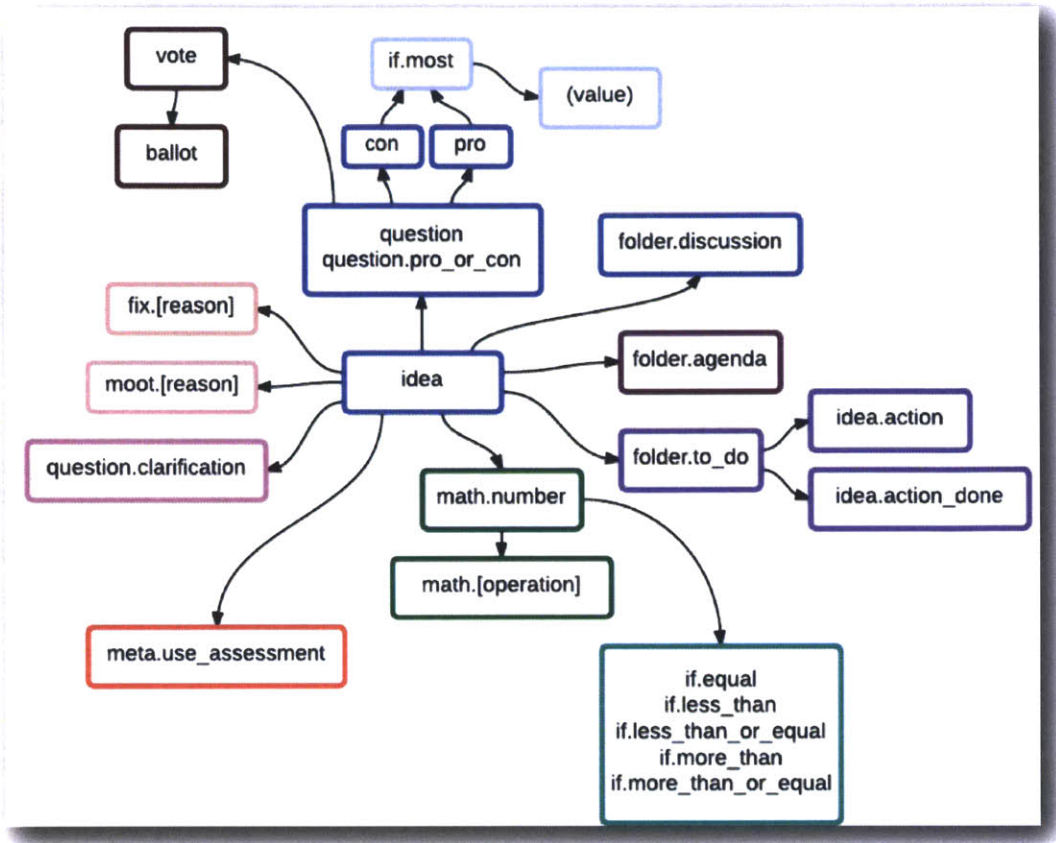 vote
if.most
(value)
ballot
con
pro
question
question.pro_or_con
folder.discussion
fix.[reason]
folder.agenda
moot.[reason]
idea
idea.action
question.clarification
folder.to_do
math.number
idea.action_done
math.[operation]
meta.use_assessment
if.equal
if.less_than
if.less_than_or_equal
if.more_than
if.more_than_or_equal